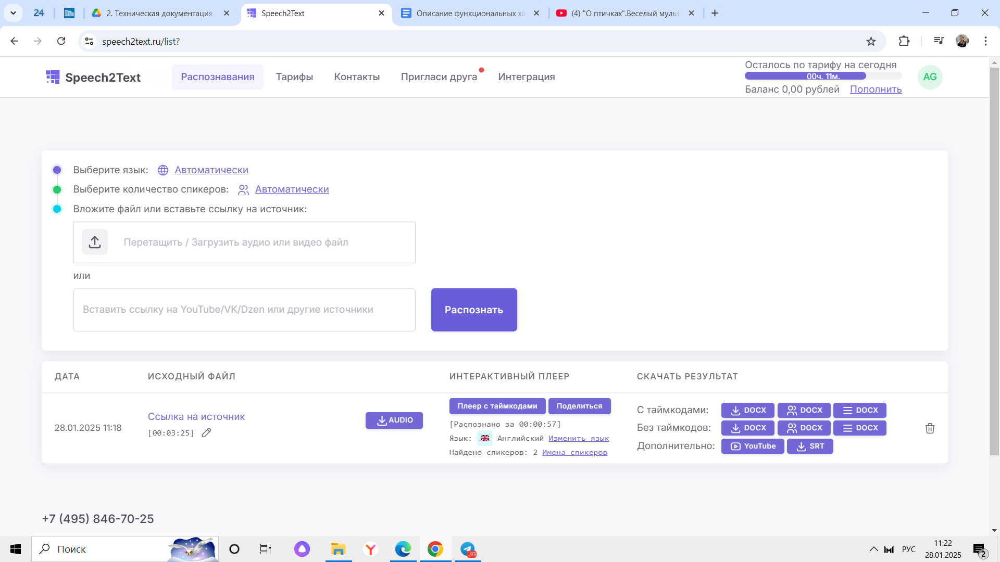 24
2. Техническая документация
Speech2Text
Описание функциональных ха
(4) "О птичках".Веселый мульт
speech2text.ru/list?
Speech2Text
Распознавания
Тарифы
Контакты
Пригласи друга
Интеграция
Осталось по тарифу на сегодня
00ч. 11м.
Баланс 0,00 рублей Пополнить
AG
Выберите язык: Автоматически
Выберите количество спикеров: Автоматически
Вложите файл или вставьте ссылку на источник:
Перетащить / Загрузить аудио или видео файл
или
Вставить ссылку на YouTube/VK/Dzen или другие источники
Распознать
ДАТА
ИСХОДНЫЙ ФАЙЛ
ИНТЕРАКТИВНЫЙ ПЛЕЕР
СКАЧАТЬ РЕЗУЛЬТАТ
28.01.2025 11:18
Ссылка на источник
[00:03:25]
AUDIO
Плеер с таймкодами Поделиться
[Распознано за 00:00:57]
Язык: Английский Изменить язык
Найдено спикеров: 2 Имена спикеров
С таймкодами: DOCX DOCX DOCX
Без таймкодов: DOCX DOCX DOCX
Дополнительно: YouTube SRT
+7 (495) 846-70-25
Поиск
93
РУС
11:22
28.01.2025
2